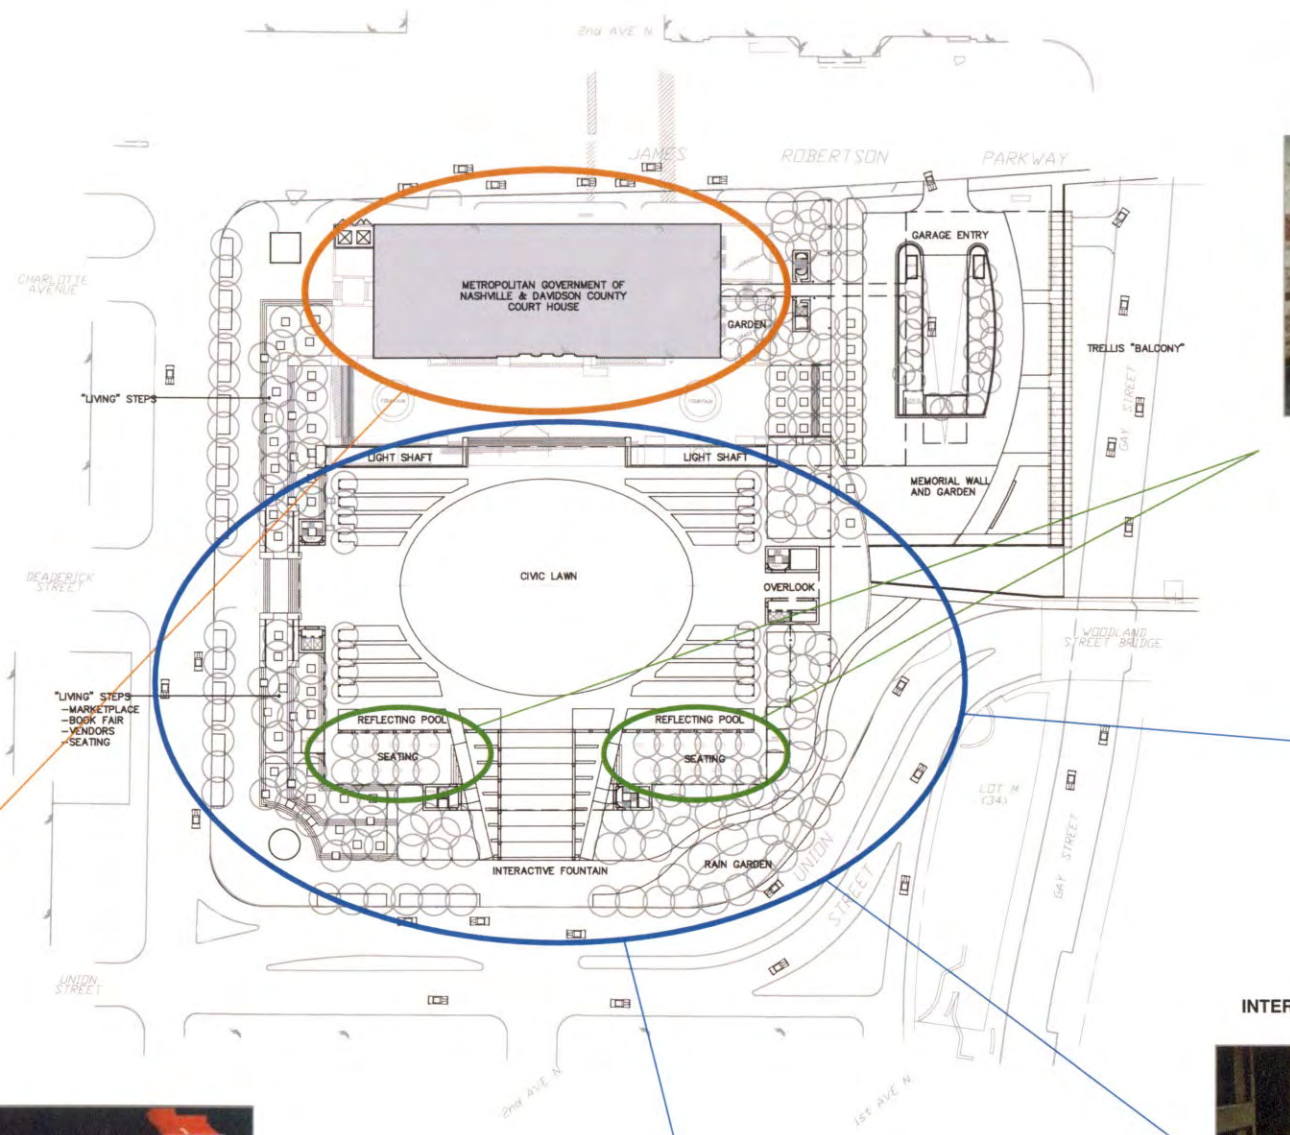 2nd AVE N
JAMES ROBERTSON PARKWAY
GARAGE ENTRY
CHARLOTTE
AVENUE
METROPOLITAN GOVERNMENT OF
NASHVILLE & DAVIDSON COUNTY
COURT HOUSE
GARDEN
TRELLIS "BALCONY"
GAY STREET
"LIVING" STEPS
FOUNTAIN
FOUNTAIN
LIGHT SHAFT
LIGHT SHAFT
MEMORIAL WALL
AND GARDEN
DEADERICK
STREET
CIVIC LAWN
OVERLOOK
WOODLAND
STREET BRIDGE
"LIVING" STEPS
-MARKETPLACE
-BOOK FAIR
-VENDORS
-SEATING
REFLECTING POOL
REFLECTING POOL
SEATING
SEATING
LOT M
(34)
INTERACTIVE FOUNTAIN
RAIN GARDEN
UNION
STREET
GAY STREET
UNION
STREET
INTER
2nd AVE N
1st AVE N